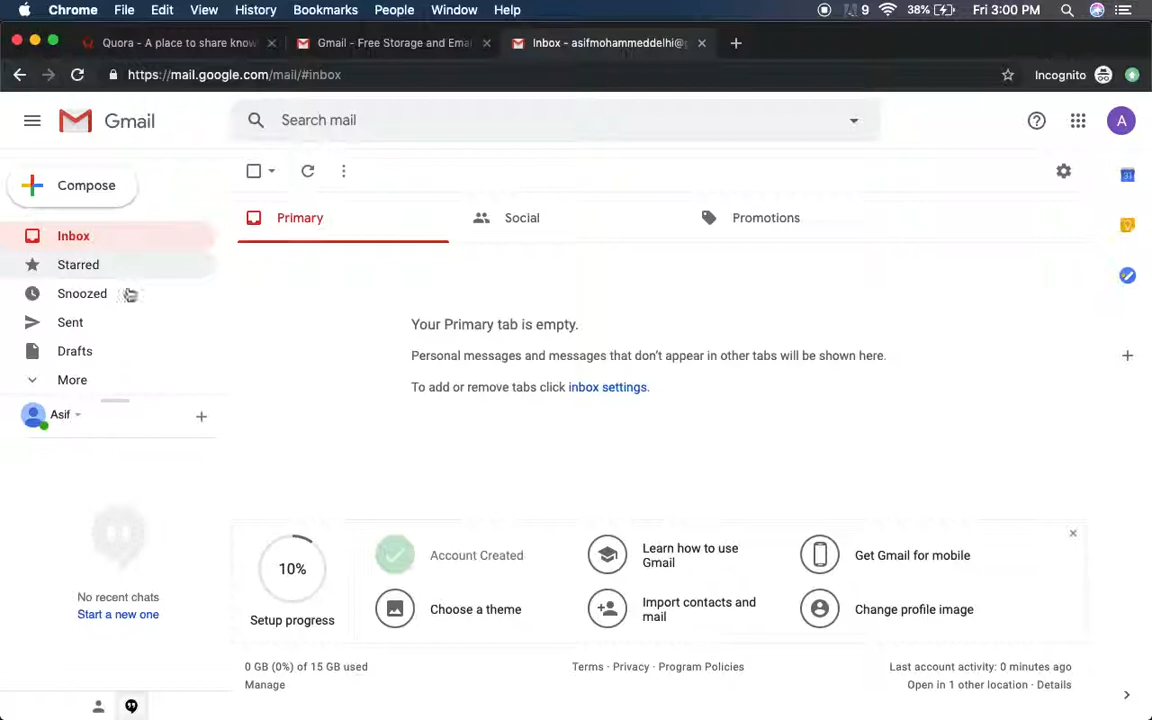 Chrome File Edit View History Bookmarks People Window Help 9 38% Fri 3:00 PM
Quora - A place to share know Gmail - Free Storage and Emai Inbox - asifmohammeddelhi@g
https://mail.google.com/mail/#inbox Incognito
Gmail Search mail A
Compose 31
Primary Social Promotions
Inbox
Starred
Snoozed
Sent
Drafts
More
Asif
Your Primary tab is empty.
Personal messages and messages that don't appear in other tabs will be shown here.
To add or remove tabs click inbox settings.
No recent chats
Start a new one
10%
Setup progress
Account Created
Learn how to use
Gmail
Get Gmail for mobile
Choose a theme
Import contacts and
mail
Change profile image
0 GB (0%) of 15 GB used
Manage
Terms · Privacy · Program Policies
Last account activity: 0 minutes ago
Open in 1 other location · Details